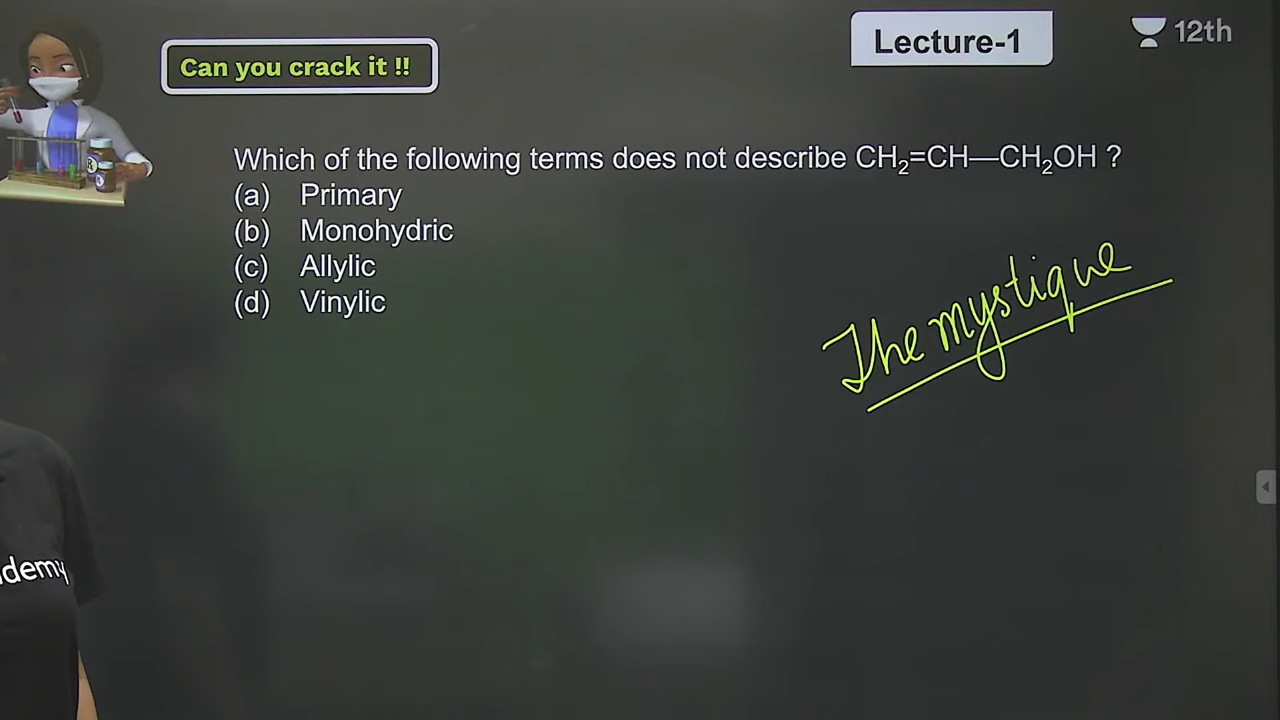 Lecture-1
12th
Can you crack it !!
Which of the following terms does not describe CH₂=CH—CH₂OH ?
(a) Primary
(b) Monohydric
(c) Allylic
(d) Vinylic
The mystique